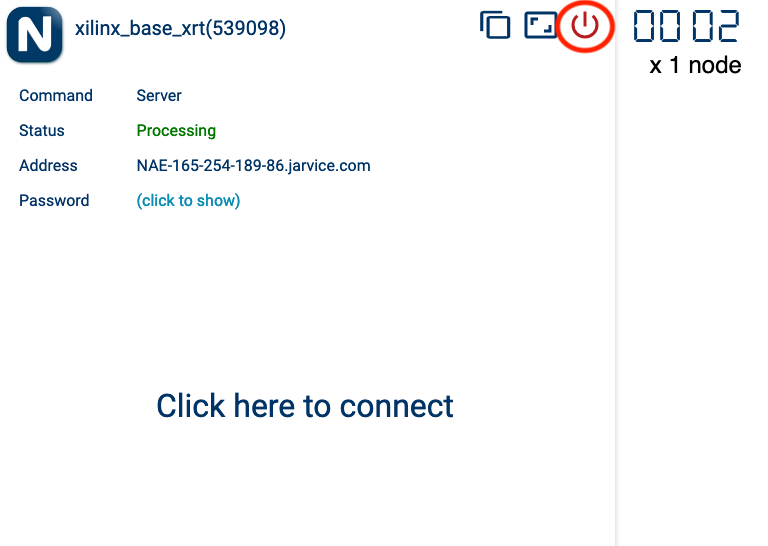 N xilinx_base_xrt(539098)
00 02
x 1 node
Command Server
Status Processing
Address NAE-165-254-189-86.jarvice.com
Password (click to show)
Click here to connect